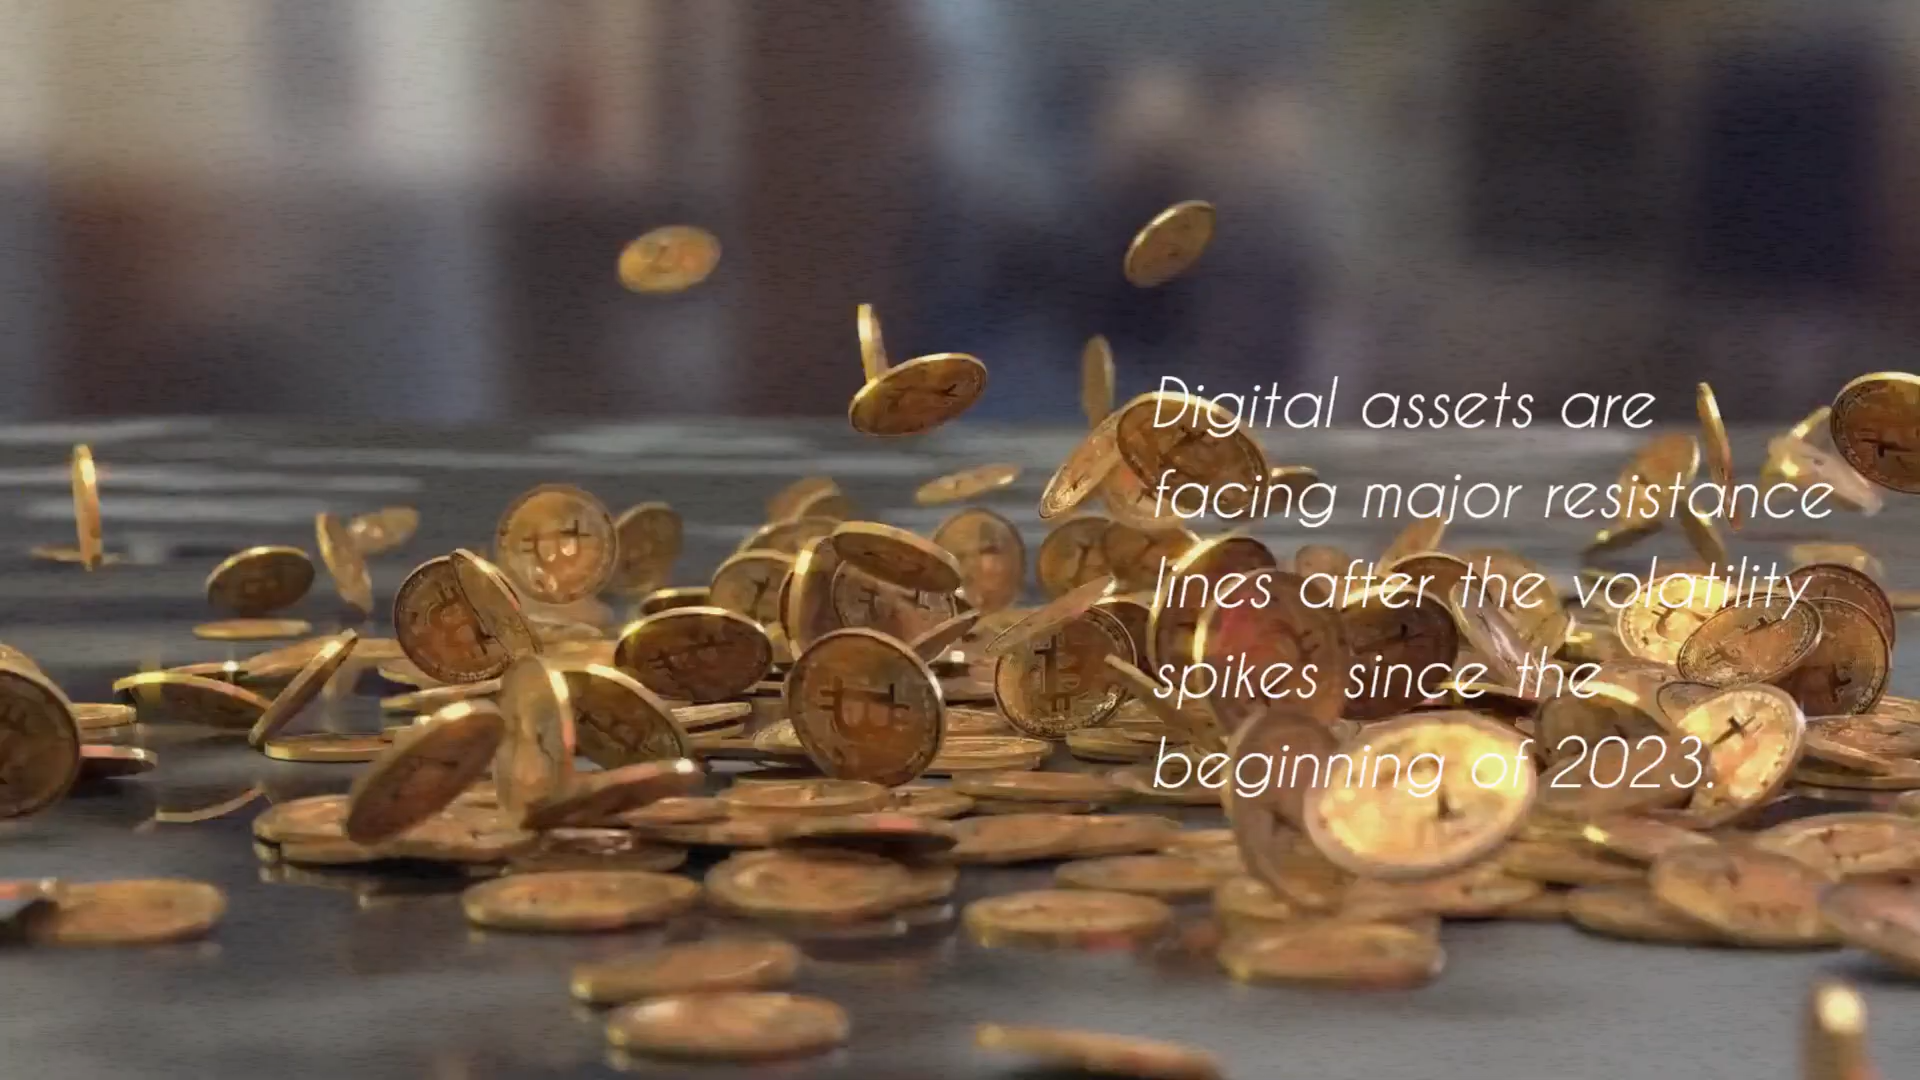 Digital assets are
facing major resistance
lines after the volatility
spikes since the
beginning of 2023.